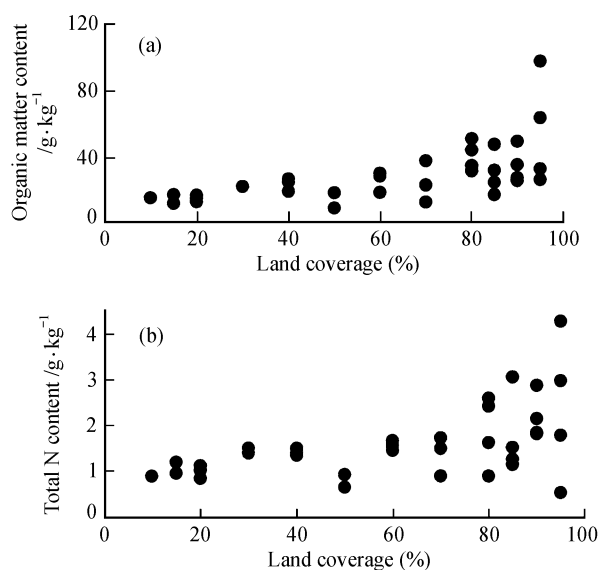 Organic matter content
/g·kg⁻¹
120
80
40
0
(a)
0 20 40 60 80 100
Land coverage (%)
Total N content /g·kg⁻¹
4
3
2
1
0
(b)
0 20 40 60 80 100
Land coverage (%)